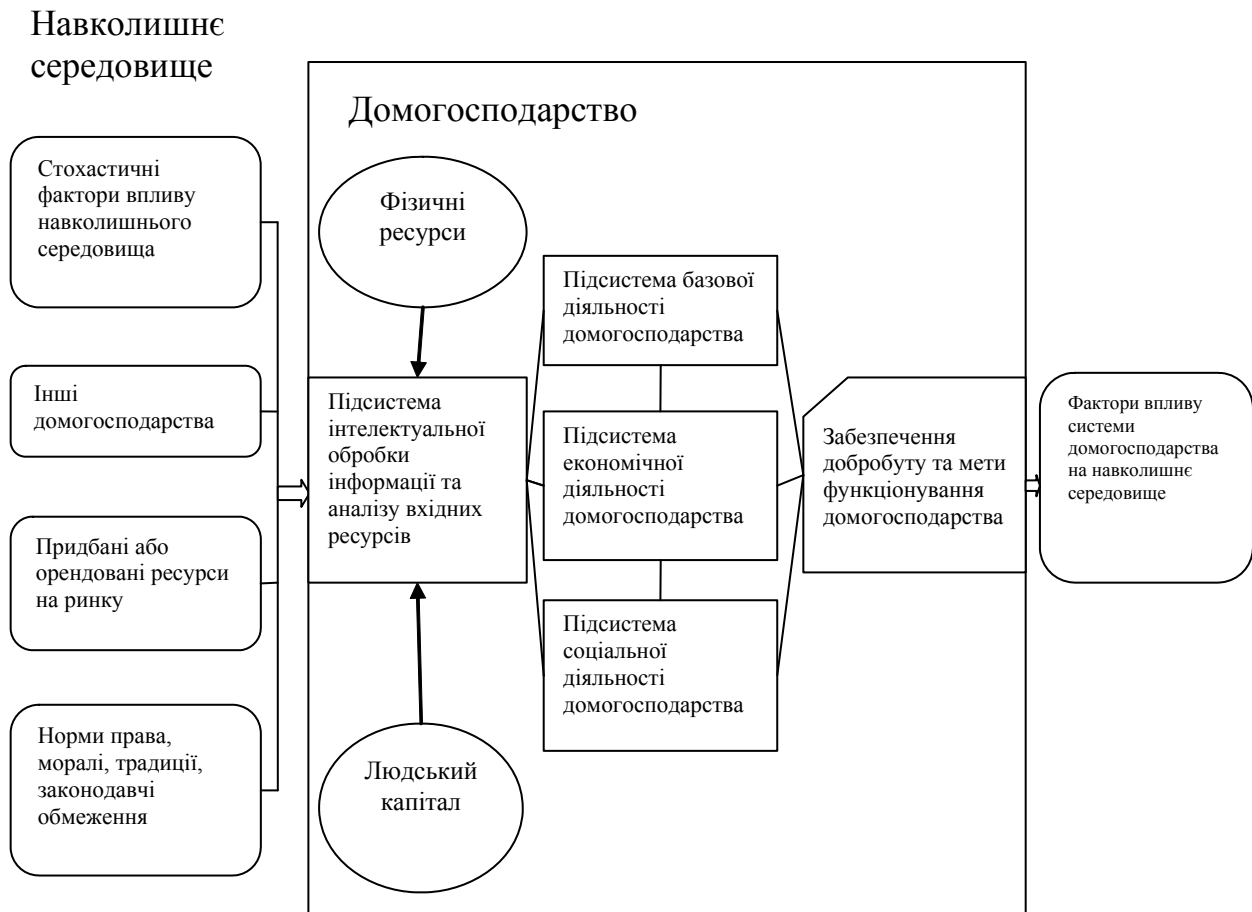 Навколишнє
середовище
Домогосподарство
Стохастичні
фактори впливу
навколишнього
середовища
Інші
домогосподарства
Придбані або
орендовані ресурси
на ринку
Норми права,
моралі, традиції,
законодавчі
обмеження
Фізичні
ресурси
Підсистема
інтелектуальної
обробки
інформації та
аналізу вхідних
ресурсів
Людський
капітал
Підсистема базової
діяльності
домогосподарства
Підсистема
економічної
діяльності
домогосподарства
Підсистема
соціальної
діяльності
домогосподарства
Забезпечення
добробуту та мети
функціонування
домогосподарства
Фактори впливу
системи
домогосподарства
на навколишнє
середовище